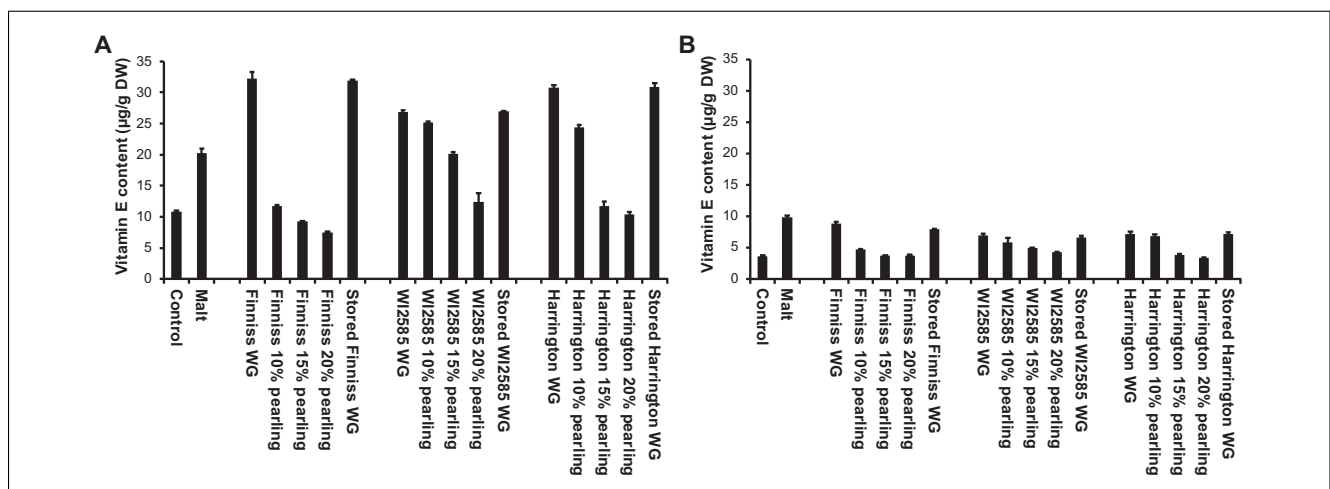 A
Vitamin E content (µg/g DW)
35
30
25
20
15
10
5
0
Control
Malt
Finniss WG
Finniss 10% pearling
Finniss 15% pearling
Finniss 20% pearling
Stored Finniss WG
WI2585 WG
WI2585 10% pearling
WI2585 15% pearling
WI2585 20% pearling
Stored WI2585 WG
Harrington WG
Harrington 10% pearling
Harrington 15% pearling
Harrington 20% pearling
Stored Harrington WG
B
Vitamin E content (µg/g DW)
35
30
25
20
15
10
5
0
Control
Malt
Finniss WG
Finniss 10% pearling
Finniss 15% pearling
Finniss 20% pearling
Stored Finniss WG
WI2585 WG
WI2585 10% pearling
WI2585 15% pearling
WI2585 20% pearling
Stored WI2585 WG
Harrington WG
Harrington 10% pearling
Harrington 15% pearling
Harrington 20% pearling
Stored Harrington WG